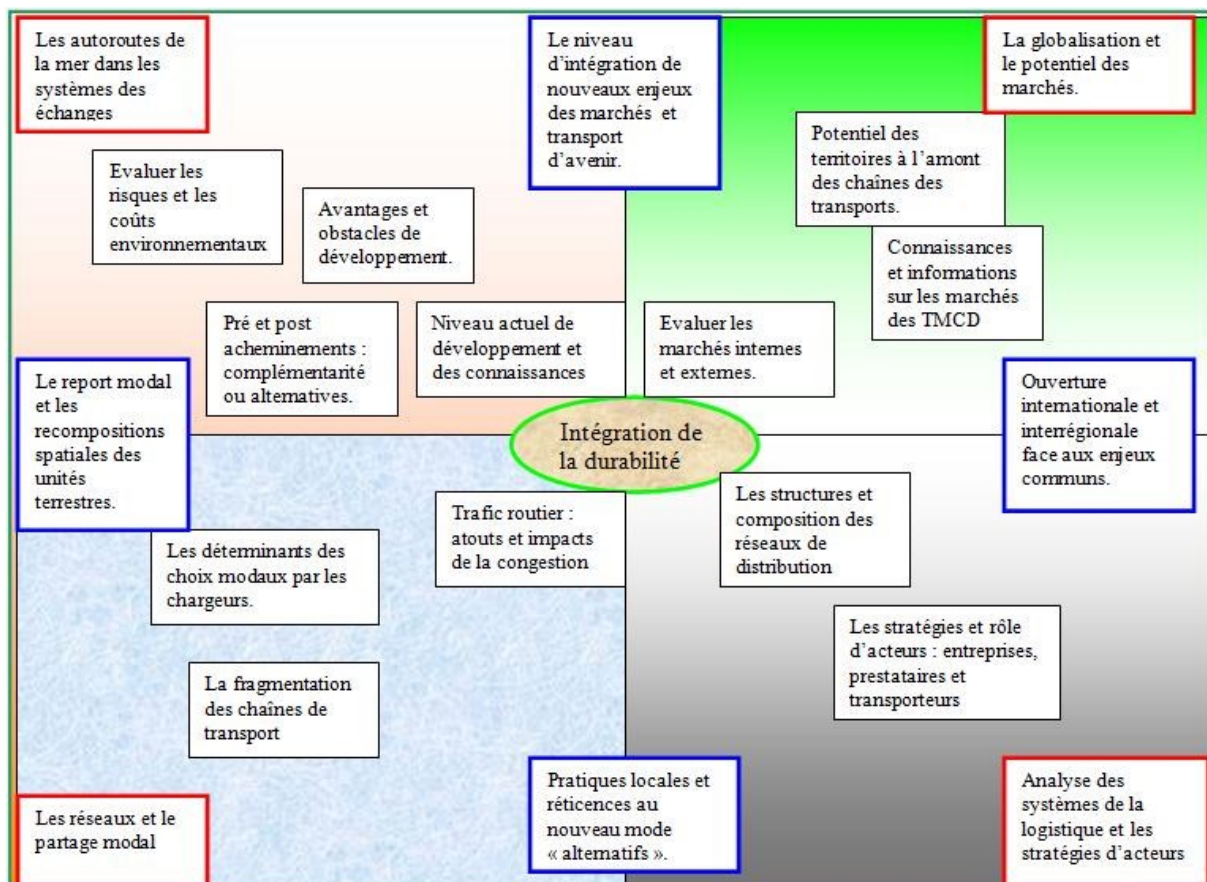 Les autoroutes de
la mer dans les
systèmes des
échanges
Le niveau
d’intégration de
nouveaux enjeux
des marchés et
transport
d’avenir.
La globalisation et
le potentiel des
marchés.
Evaluer les
risques et les
coûts
environnementaux
Avantages et
obstacles de
développement.
Potentiel des
territoires à l’amont
des chaînes des
transports.
Connaissances
et informations
sur les marchés
des TMCD
Pré et post
acheminements :
complémentarité
ou alternatives.
Niveau actuel de
développement et
des connaissances
Evaluer les
marchés internes
et externes.
Le report modal
et les
recompositions
spatiales des
unités
terrestres.
Intégration de
la durabilité
Ouverture
internationale et
interrégionale
face aux enjeux
communs.
Trafic routier :
atouts et impacts
de la congestion
Les structures et
composition des
réseaux de
distribution
Les déterminants des
choix modaux par les
chargeurs.
Les stratégies et rôle
d’acteurs : entreprises,
prestataires et
transporteurs
La fragmentation
des chaînes de
transport
Les réseaux et le
partage modal
Pratiques locales et
réticences au
nouveau mode
« alternatifs ».
Analyse des
systèmes de la
logistique et les
stratégies d’acteurs